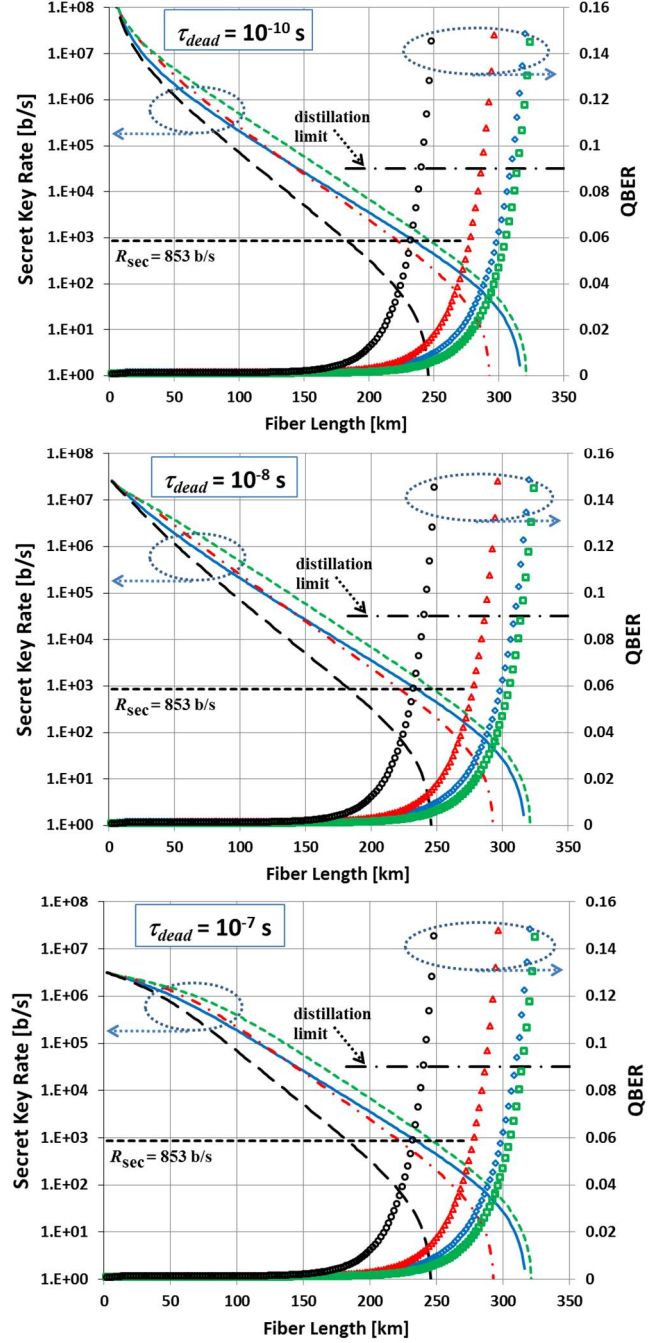 1.E+08
1.E+07
1.E+06
1.E+05
1.E+04
1.E+03
1.E+02
1.E+01
1.E+00
Secret Key Rate [b/s]
τdead = 10-10 s
distillation
limit
Rsec = 853 b/s
0.16
0.14
0.12
0.1
0.08
0.06
0.04
0.02
0
QBER
0 50 100 150 200 250 300 350
Fiber Length [km]
1.E+08
1.E+07
1.E+06
1.E+05
1.E+04
1.E+03
1.E+02
1.E+01
1.E+00
Secret Key Rate [b/s]
τdead = 10-8 s
distillation
limit
Rsec = 853 b/s
0.16
0.14
0.12
0.1
0.08
0.06
0.04
0.02
0
QBER
0 50 100 150 200 250 300 350
Fiber Length [km]
1.E+08
1.E+07
1.E+06
1.E+05
1.E+04
1.E+03
1.E+02
1.E+01
1.E+00
Secret Key Rate [b/s]
τdead = 10-7 s
distillation
limit
Rsec = 853 b/s
0.16
0.14
0.12
0.1
0.08
0.06
0.04
0.02
0
QBER
0 50 100 150 200 250 300 350
Fiber Length [km]